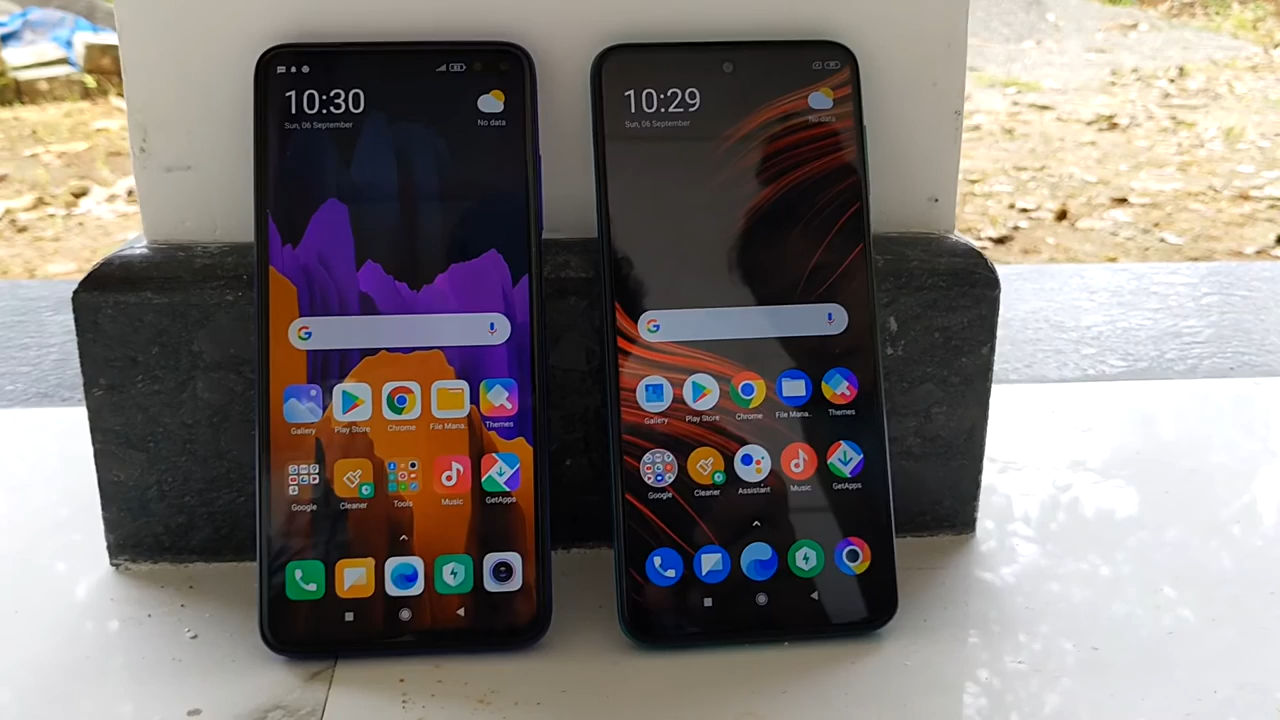 10:30
Sun, 06 September
No data
Gallery
Play Store
Chrome
File Mana..
Themes
Google
Cleaner
Tools
Music
GetApps
10:29
Sun, 06 September
No data
Gallery
Play Store
Chrome
File Mana..
Themes
Google
Cleaner
Assistant
Music
GetApps